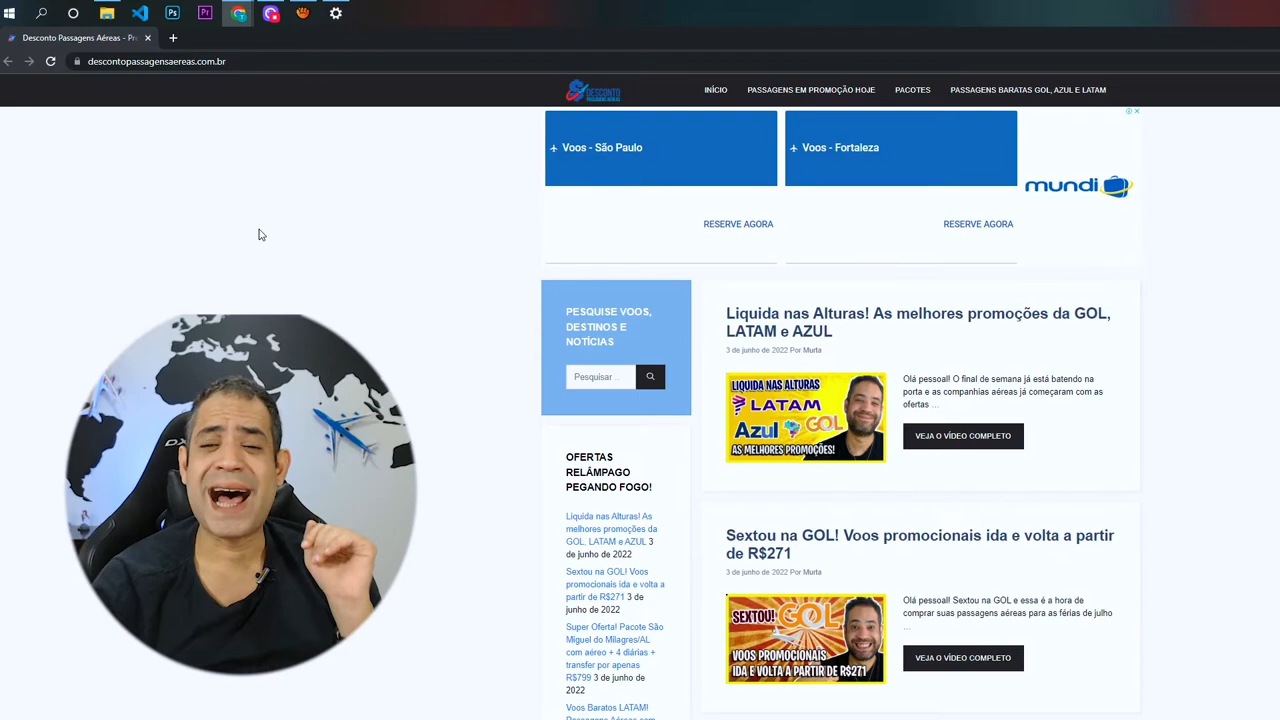 Desconto Passagens Aéreas - Pr
descontopassagensaereas.com.br
DESCONTO
PASSAGENS AÉREAS
INÍCIO
PASSAGENS EM PROMOÇÃO HOJE
PACOTES
PASSAGENS BARATAS GOL, AZUL E LATAM
Voos - São Paulo
Voos - Fortaleza
mundi
RESERVE AGORA
RESERVE AGORA
PESQUISE VOOS,
DESTINOS E
NOTÍCIAS
Pesquisar ..
OFERTAS
RELÂMPAGO
PEGANDO FOGO!
Liquida nas Alturas! As
melhores promoções da
GOL, LATAM e AZUL 3
de junho de 2022
Sextou na GOL! Voos
promocionais ida e volta a
partir de R$271 3 de
junho de 2022
Super Oferta! Pacote São
Miguel do Milagres/AL
com aéreo + 4 diárias +
transfer por apenas
R$799 3 de junho de
2022
Voos Baratos LATAM!
Passagens Aéreas com
Liquida nas Alturas! As melhores promoções da GOL,
LATAM e AZUL
3 de junho de 2022 Por Murta
LIQUIDA NAS ALTURAS
LATAM
Azul
GOL
AS MELHORES PROMOÇÕES!
Olá pessoal! O final de semana já está batendo na
porta e as companhias aéreas já começaram com as
ofertas ...
VEJA O VÍDEO COMPLETO
Sextou na GOL! Voos promocionais ida e volta a partir
de R$271
3 de junho de 2022 Por Murta
SEXTOU!
GOL
VOOS PROMOCIONAIS
IDA E VOLTA A PARTIR DE R$271
Olá pessoal! Sextou na GOL e essa é a hora de
comprar suas passagens aéreas para as férias de julho
...
VEJA O VÍDEO COMPLETO
DX